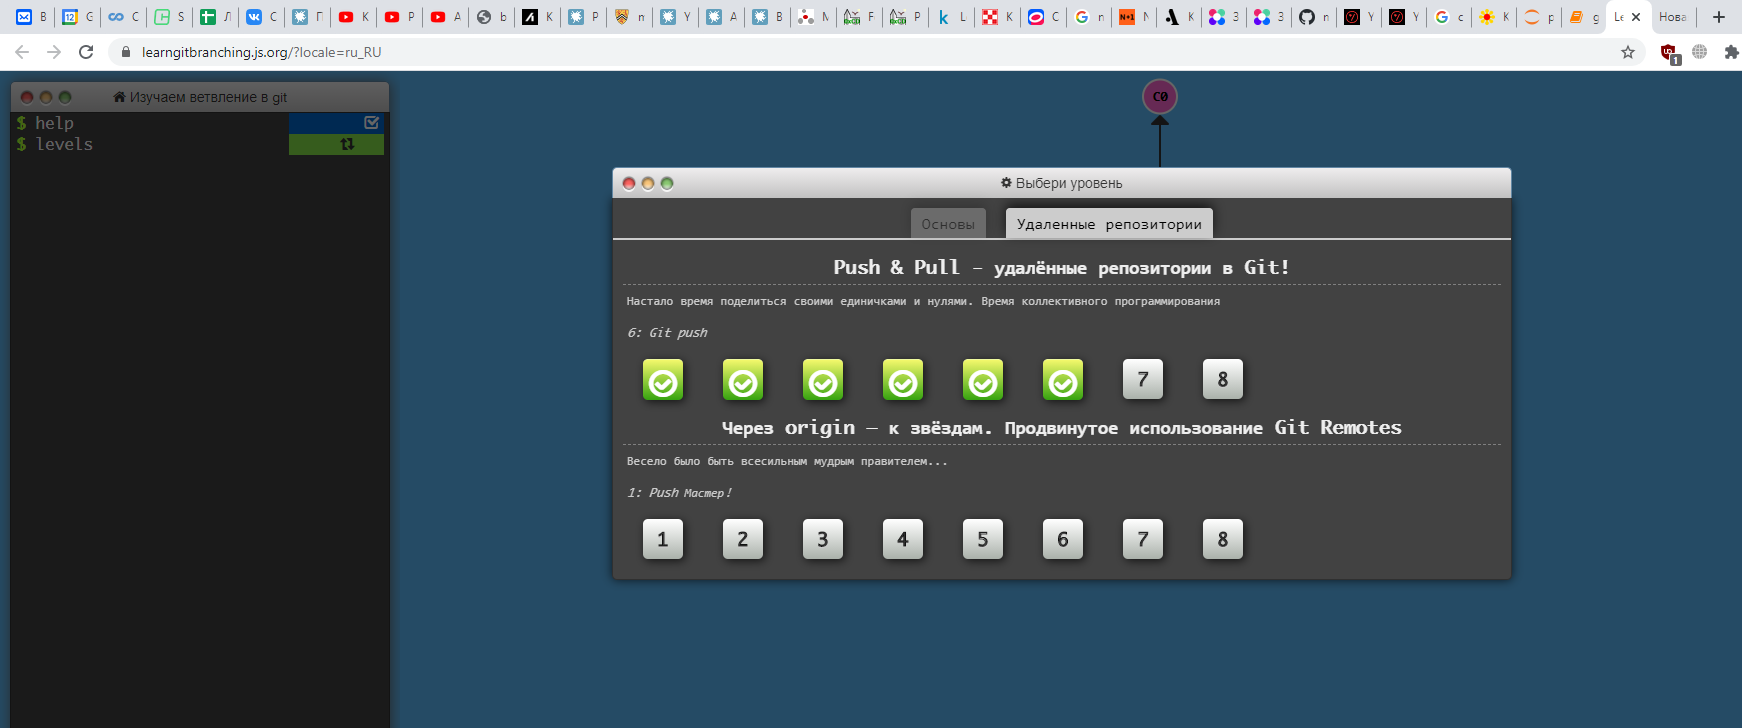 B 12 G C S Л C П K P A b K P n Y A B M F P L K C n N K З З n Y Y G c K p g Le Нова
learngitbranching.js.org/?locale=ru_RU
1
Изучаем ветвление в git
$ help
$ levels
C0
Выбери уровень
Основы
Удаленные репозитории
Push & Pull – удалённые репозитории в Git!
Настало время поделиться своими единичками и нулями. Время коллективного программирования
6: Git push
7 8
Через origin – к звёздам. Продвинутое использование Git Remotes
Весело было быть всесильным мудрым правителем...
1: Push Мастер!
1 2 3 4 5 6 7 8